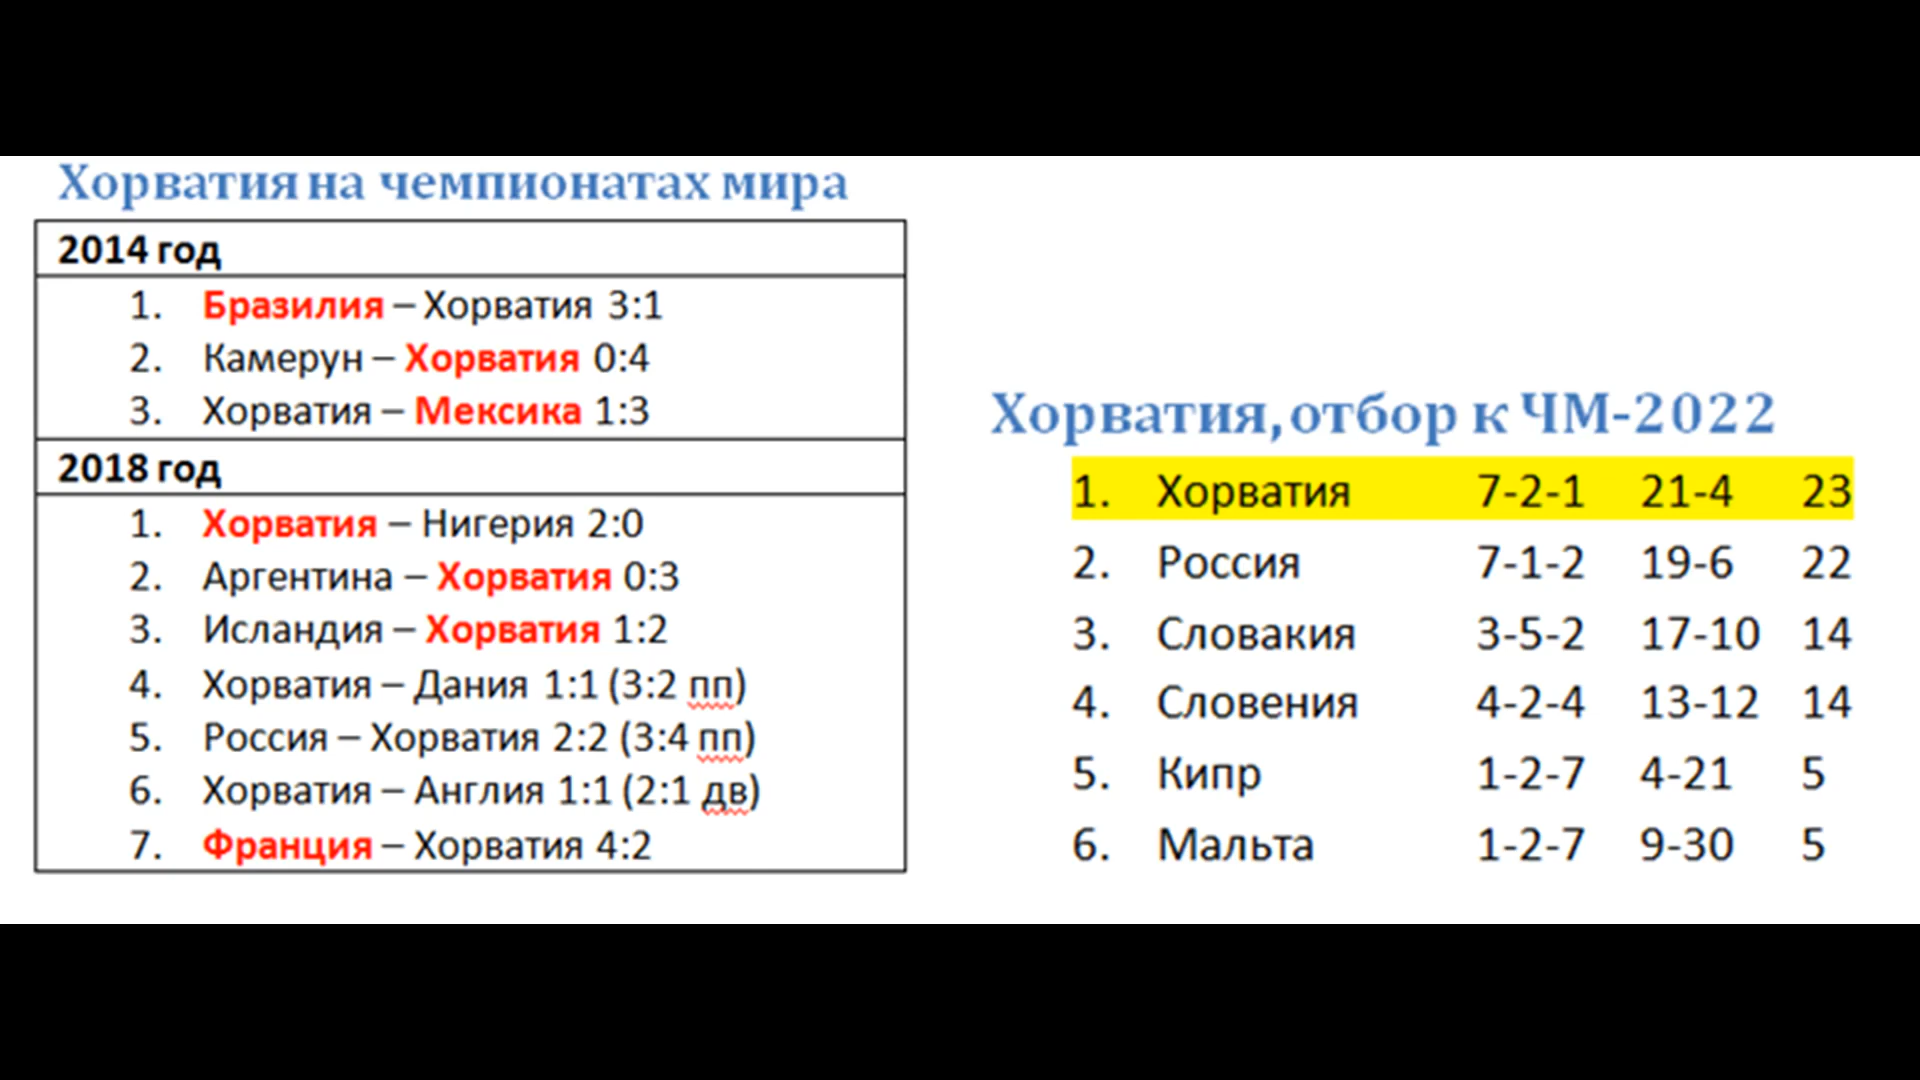 Хорватия на чемпионатах мира
2014 год
1. Бразилия – Хорватия 3:1
2. Камерун – Хорватия 0:4
3. Хорватия – Мексика 1:3
2018 год
1. Хорватия – Нигерия 2:0
2. Аргентина – Хорватия 0:3
3. Исландия – Хорватия 1:2
4. Хорватия – Дания 1:1 (3:2 пп)
5. Россия – Хорватия 2:2 (3:4 пп)
6. Хорватия – Англия 1:1 (2:1 дв)
7. Франция – Хорватия 4:2
Хорватия, отбор к ЧМ-2022
1. Хорватия 7-2-1 21-4 23
2. Россия 7-1-2 19-6 22
3. Словакия 3-5-2 17-10 14
4. Словения 4-2-4 13-12 14
5. Кипр 1-2-7 4-21 5
6. Мальта 1-2-7 9-30 5